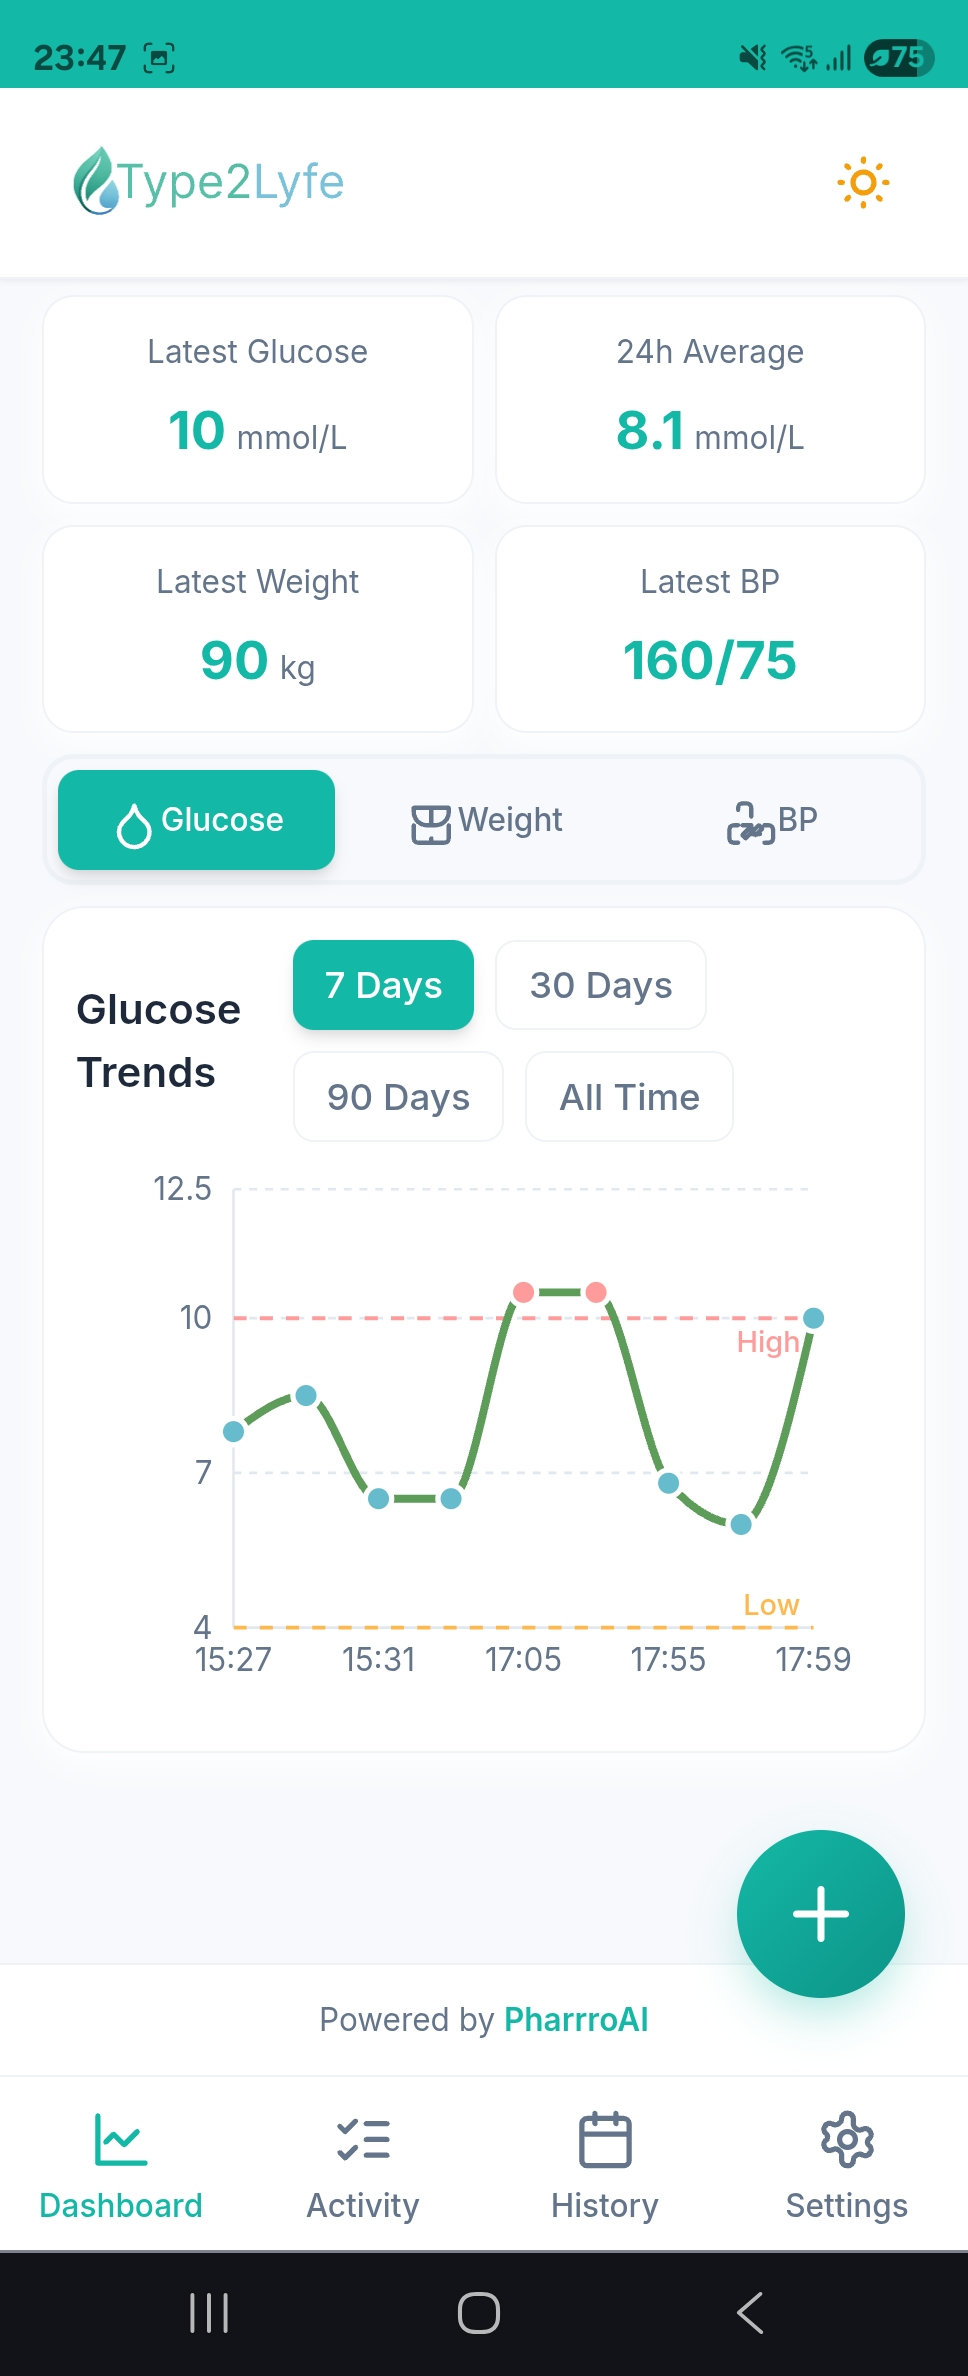 23:47
5
75
Type2Lyfe
Latest Glucose
10 mmol/L
24h Average
8.1 mmol/L
Latest Weight
90 kg
Latest BP
160/75
Glucose
Weight
BP
Glucose
Trends
7 Days
30 Days
90 Days
All Time
12.5
10
High
7
Low
4
15:27
15:31
17:05
17:55
17:59
Powered by PharrroAI
Dashboard
Activity
History
Settings